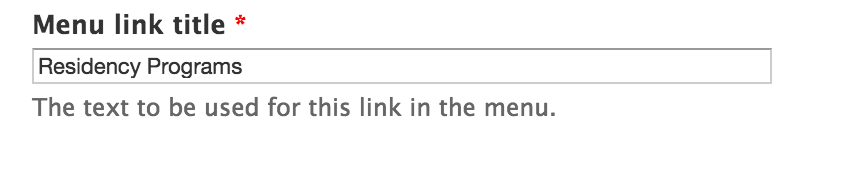 Menu link title *
Residency Programs
The text to be used for this link in the menu.